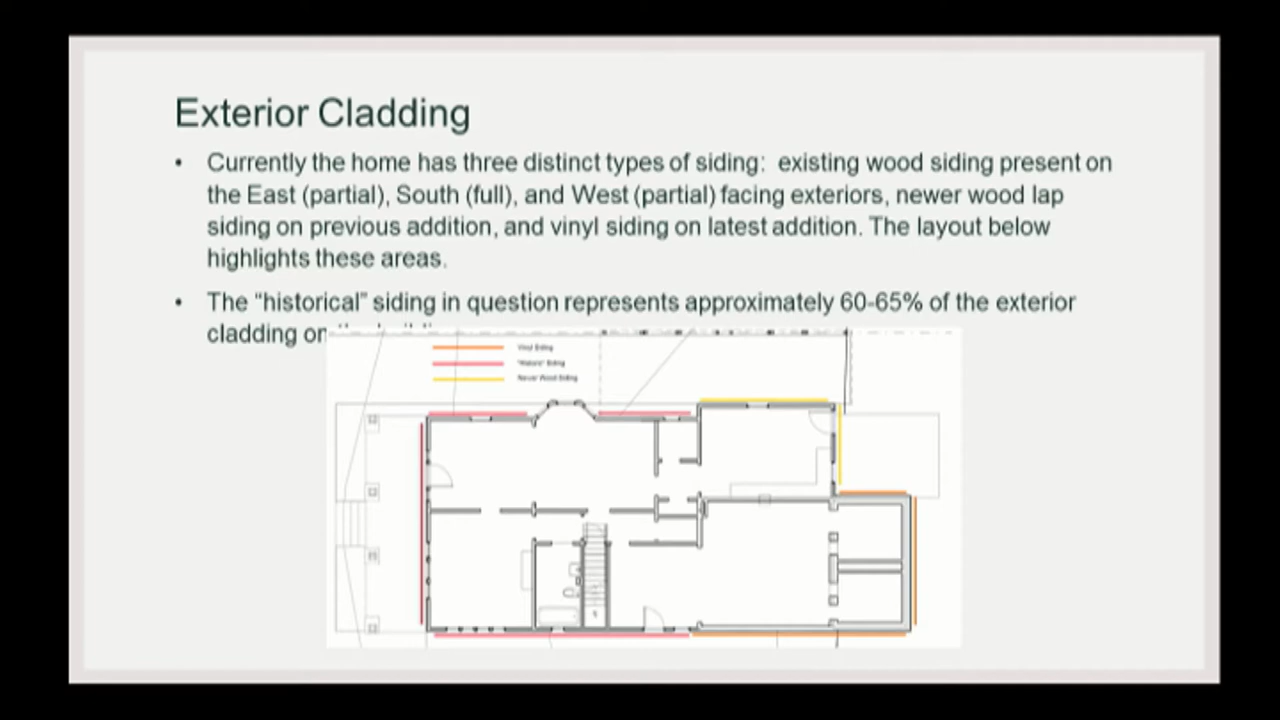 Exterior Cladding
• Currently the home has three distinct types of siding: existing wood siding present on
the East (partial), South (full), and West (partial) facing exteriors, newer wood lap
siding on previous addition, and vinyl siding on latest addition. The layout below
highlights these areas.
• The “historical” siding in question represents approximately 60-65% of the exterior
cladding on
Vinyl Siding
"Historic" Siding
Newer Wood Siding